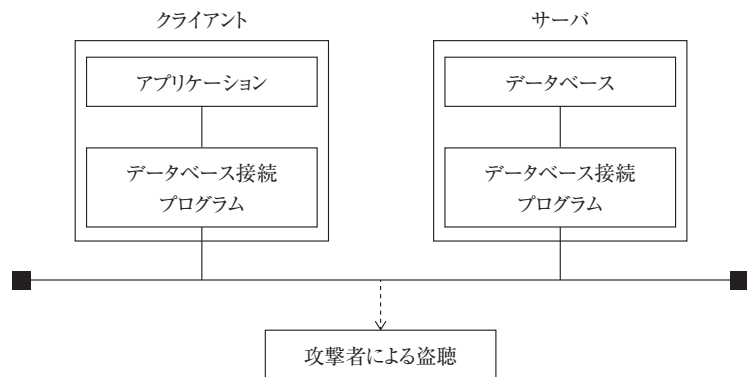 クライアント
サーバ
アプリケーション
データベース
データベース接続
プログラム
データベース接続
プログラム
攻撃者による盗聴